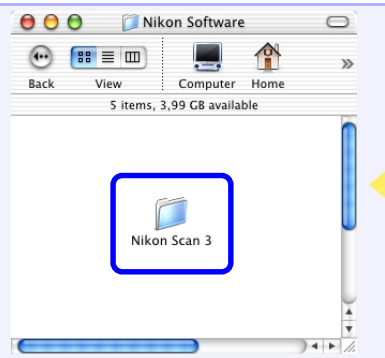 Nikon Software
Back View Computer Home
5 items, 3,99 GB available
Nikon Scan 3